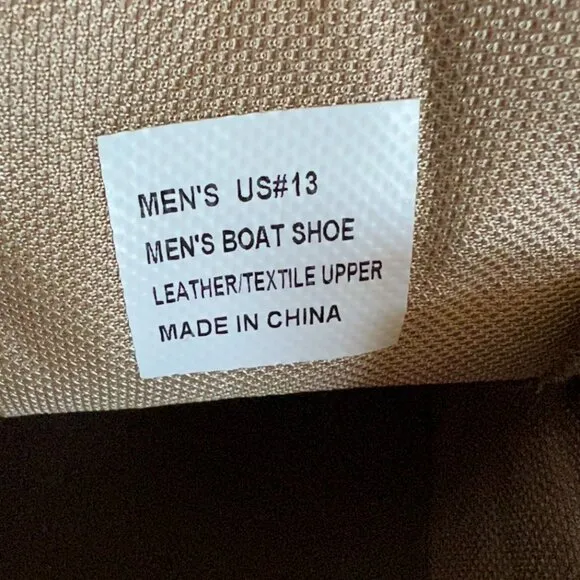 MEN'S US#13
MEN'S BOAT SHOE
LEATHER/TEXTILE UPPER
MADE IN CHINA